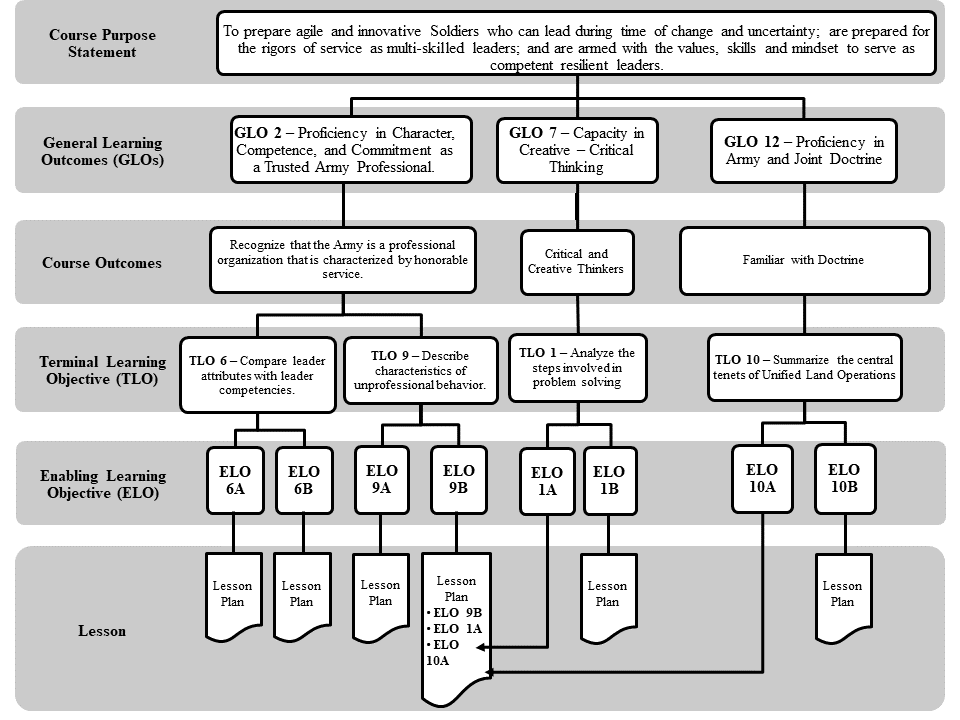 Course Purpose
Statement
To prepare agile and innovative Soldiers who can lead during time of change and uncertainty; are prepared for
the rigors of service as multi-skilled leaders; and are armed with the values, skills and mindset to serve as
competent resilient leaders.
General Learning
Outcomes (GLOs)
GLO 2 – Proficiency in Character,
Competence, and Commitment as
a Trusted Army Professional.
GLO 7 – Capacity in
Creative – Critical
Thinking
GLO 12 – Proficiency in
Army and Joint Doctrine
Course Outcomes
Recognize that the Army is a professional
organization that is characterized by honorable
service.
Critical and
Creative Thinkers
Familiar with Doctrine
Terminal Learning
Objective (TLO)
TLO 6 – Compare leader
attributes with leader
competencies.
TLO 9 – Describe
characteristics of
unprofessional behavior.
TLO 1 – Analyze the
steps involved in
problem solving
TLO 10 – Summarize the central
tenets of Unified Land Operations
Enabling Learning
Objective (ELO)
ELO
6A
ELO
6B
ELO
9A
ELO
9B
ELO
1A
ELO
1B
ELO
10A
ELO
10B
Lesson
Lesson
Plan
Lesson
Plan
Lesson
Plan
Lesson
Plan
• ELO 9B
• ELO 1A
• ELO
10A
Lesson
Plan
Lesson
Plan